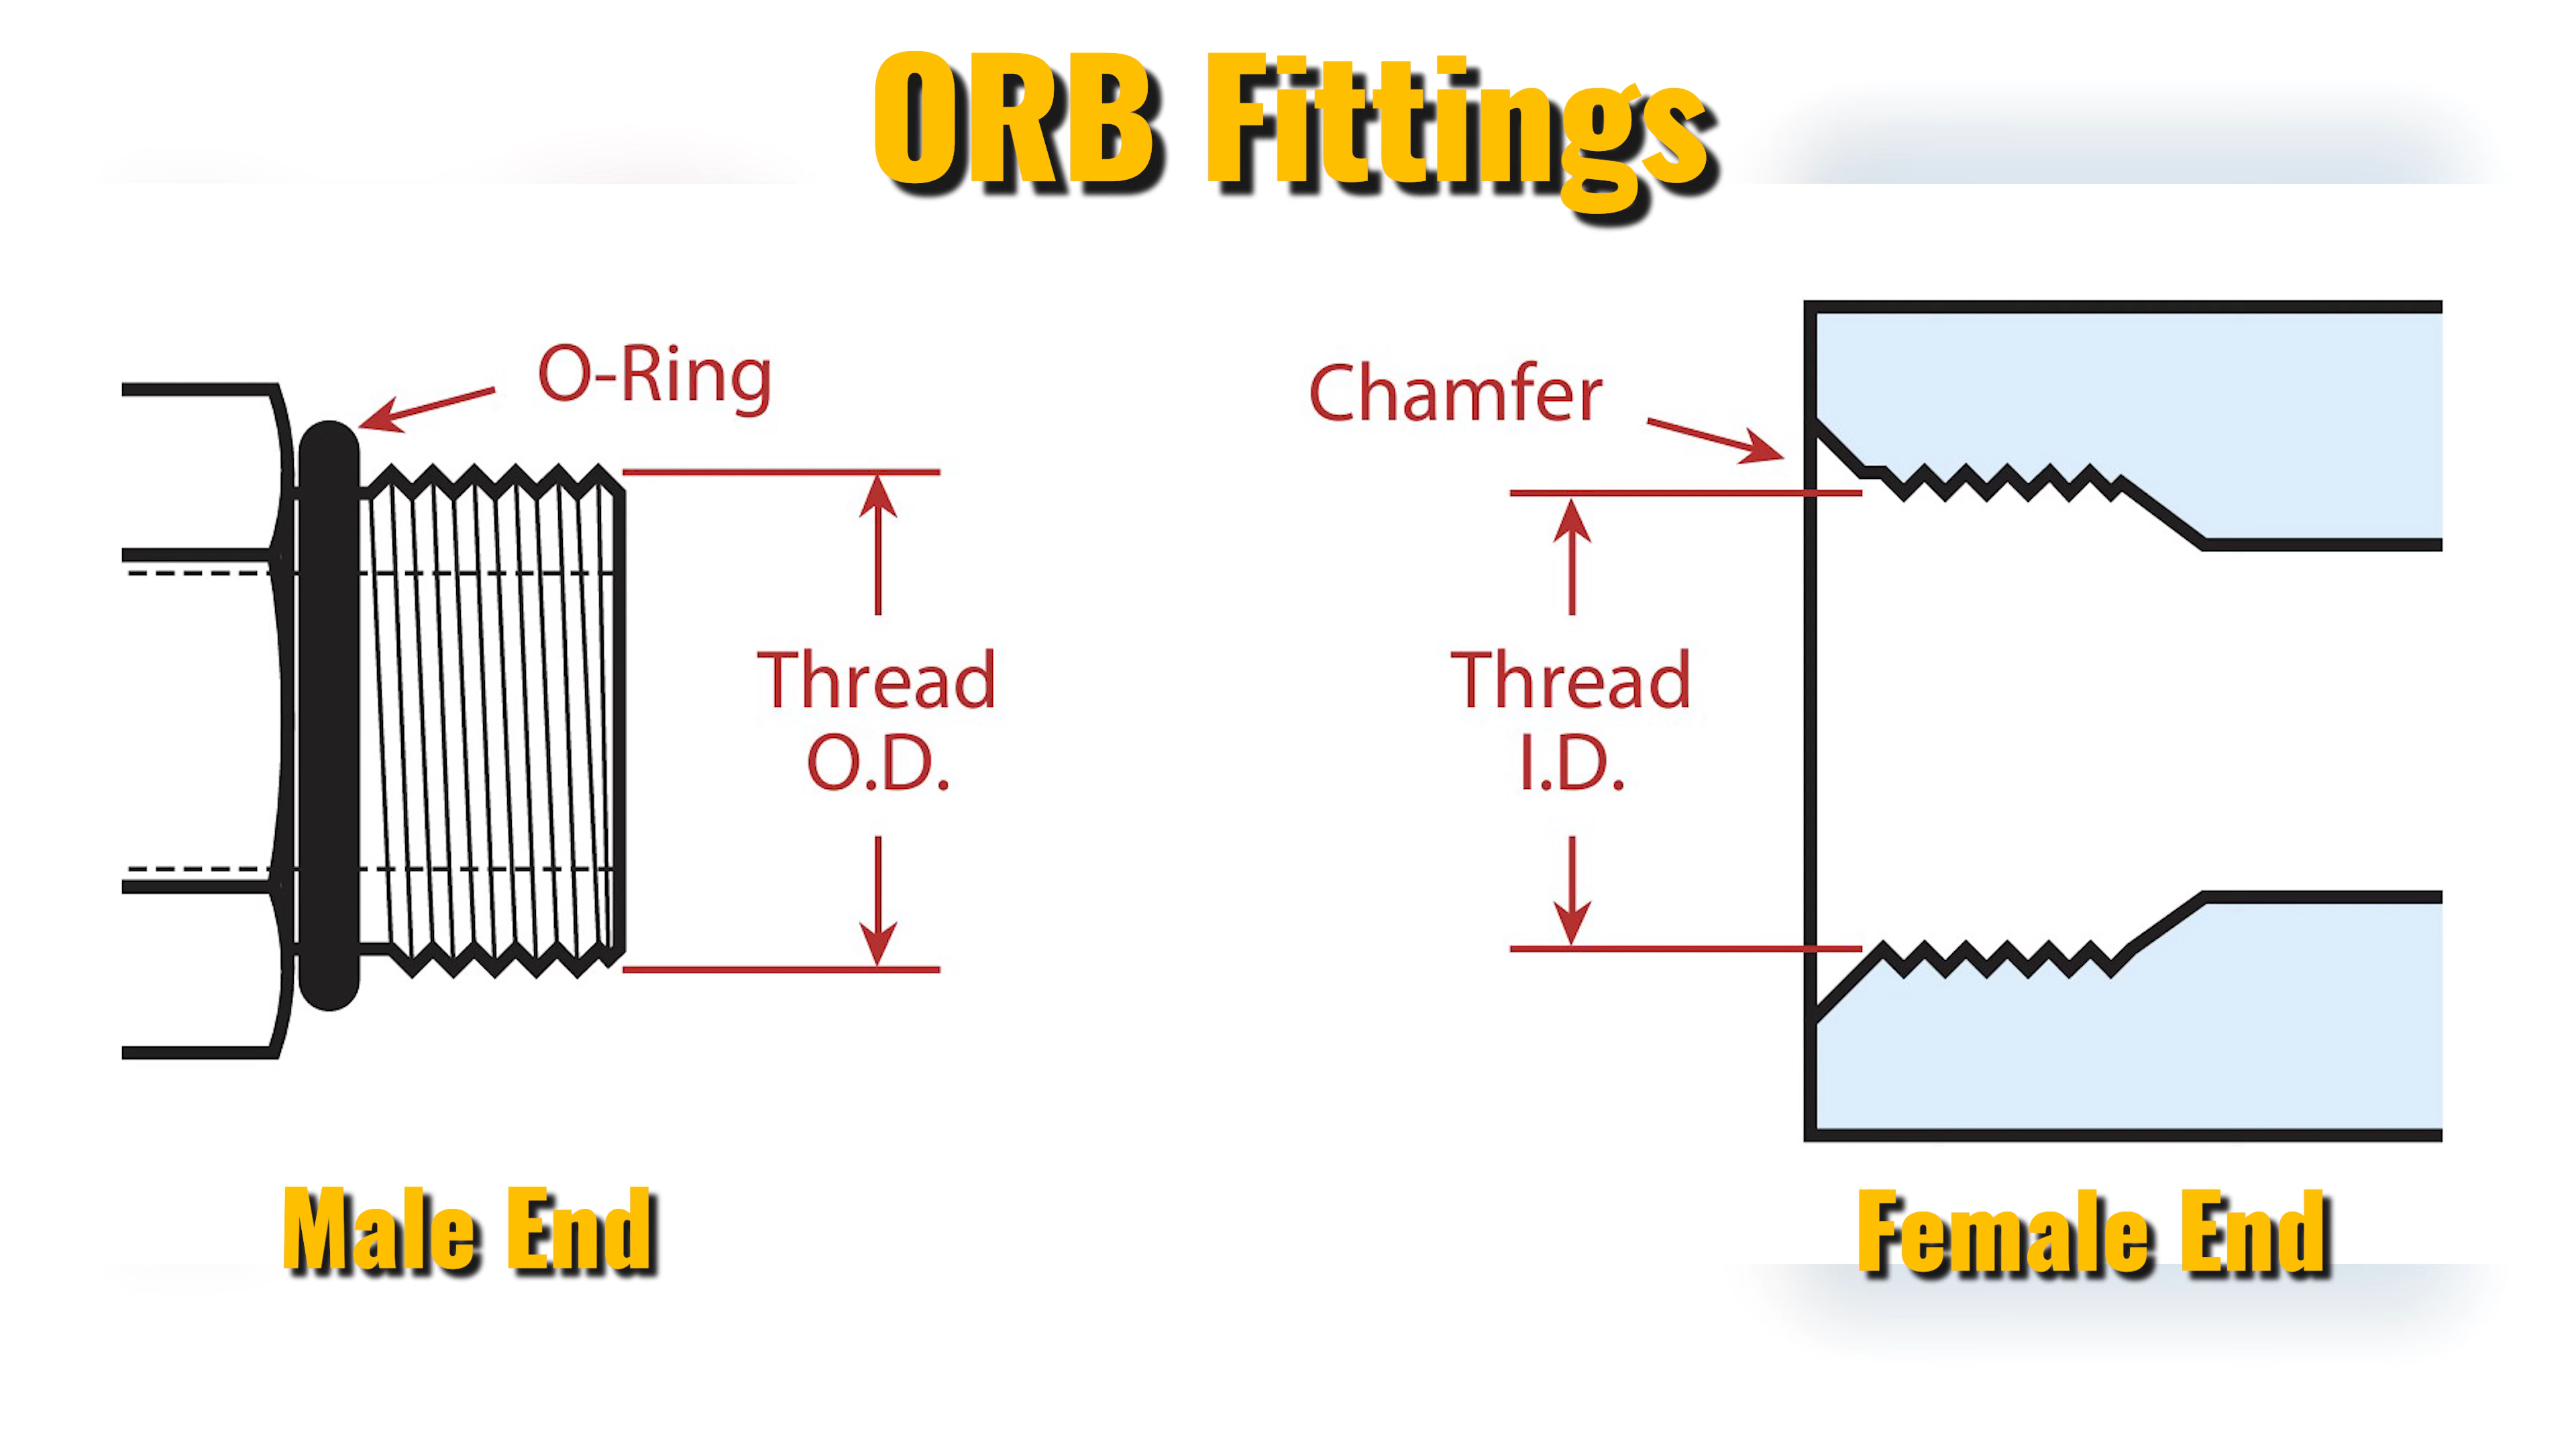 ORB Fittings
O-Ring
Chamfer
Thread
O.D.
Thread
I.D.
Male End
Female End